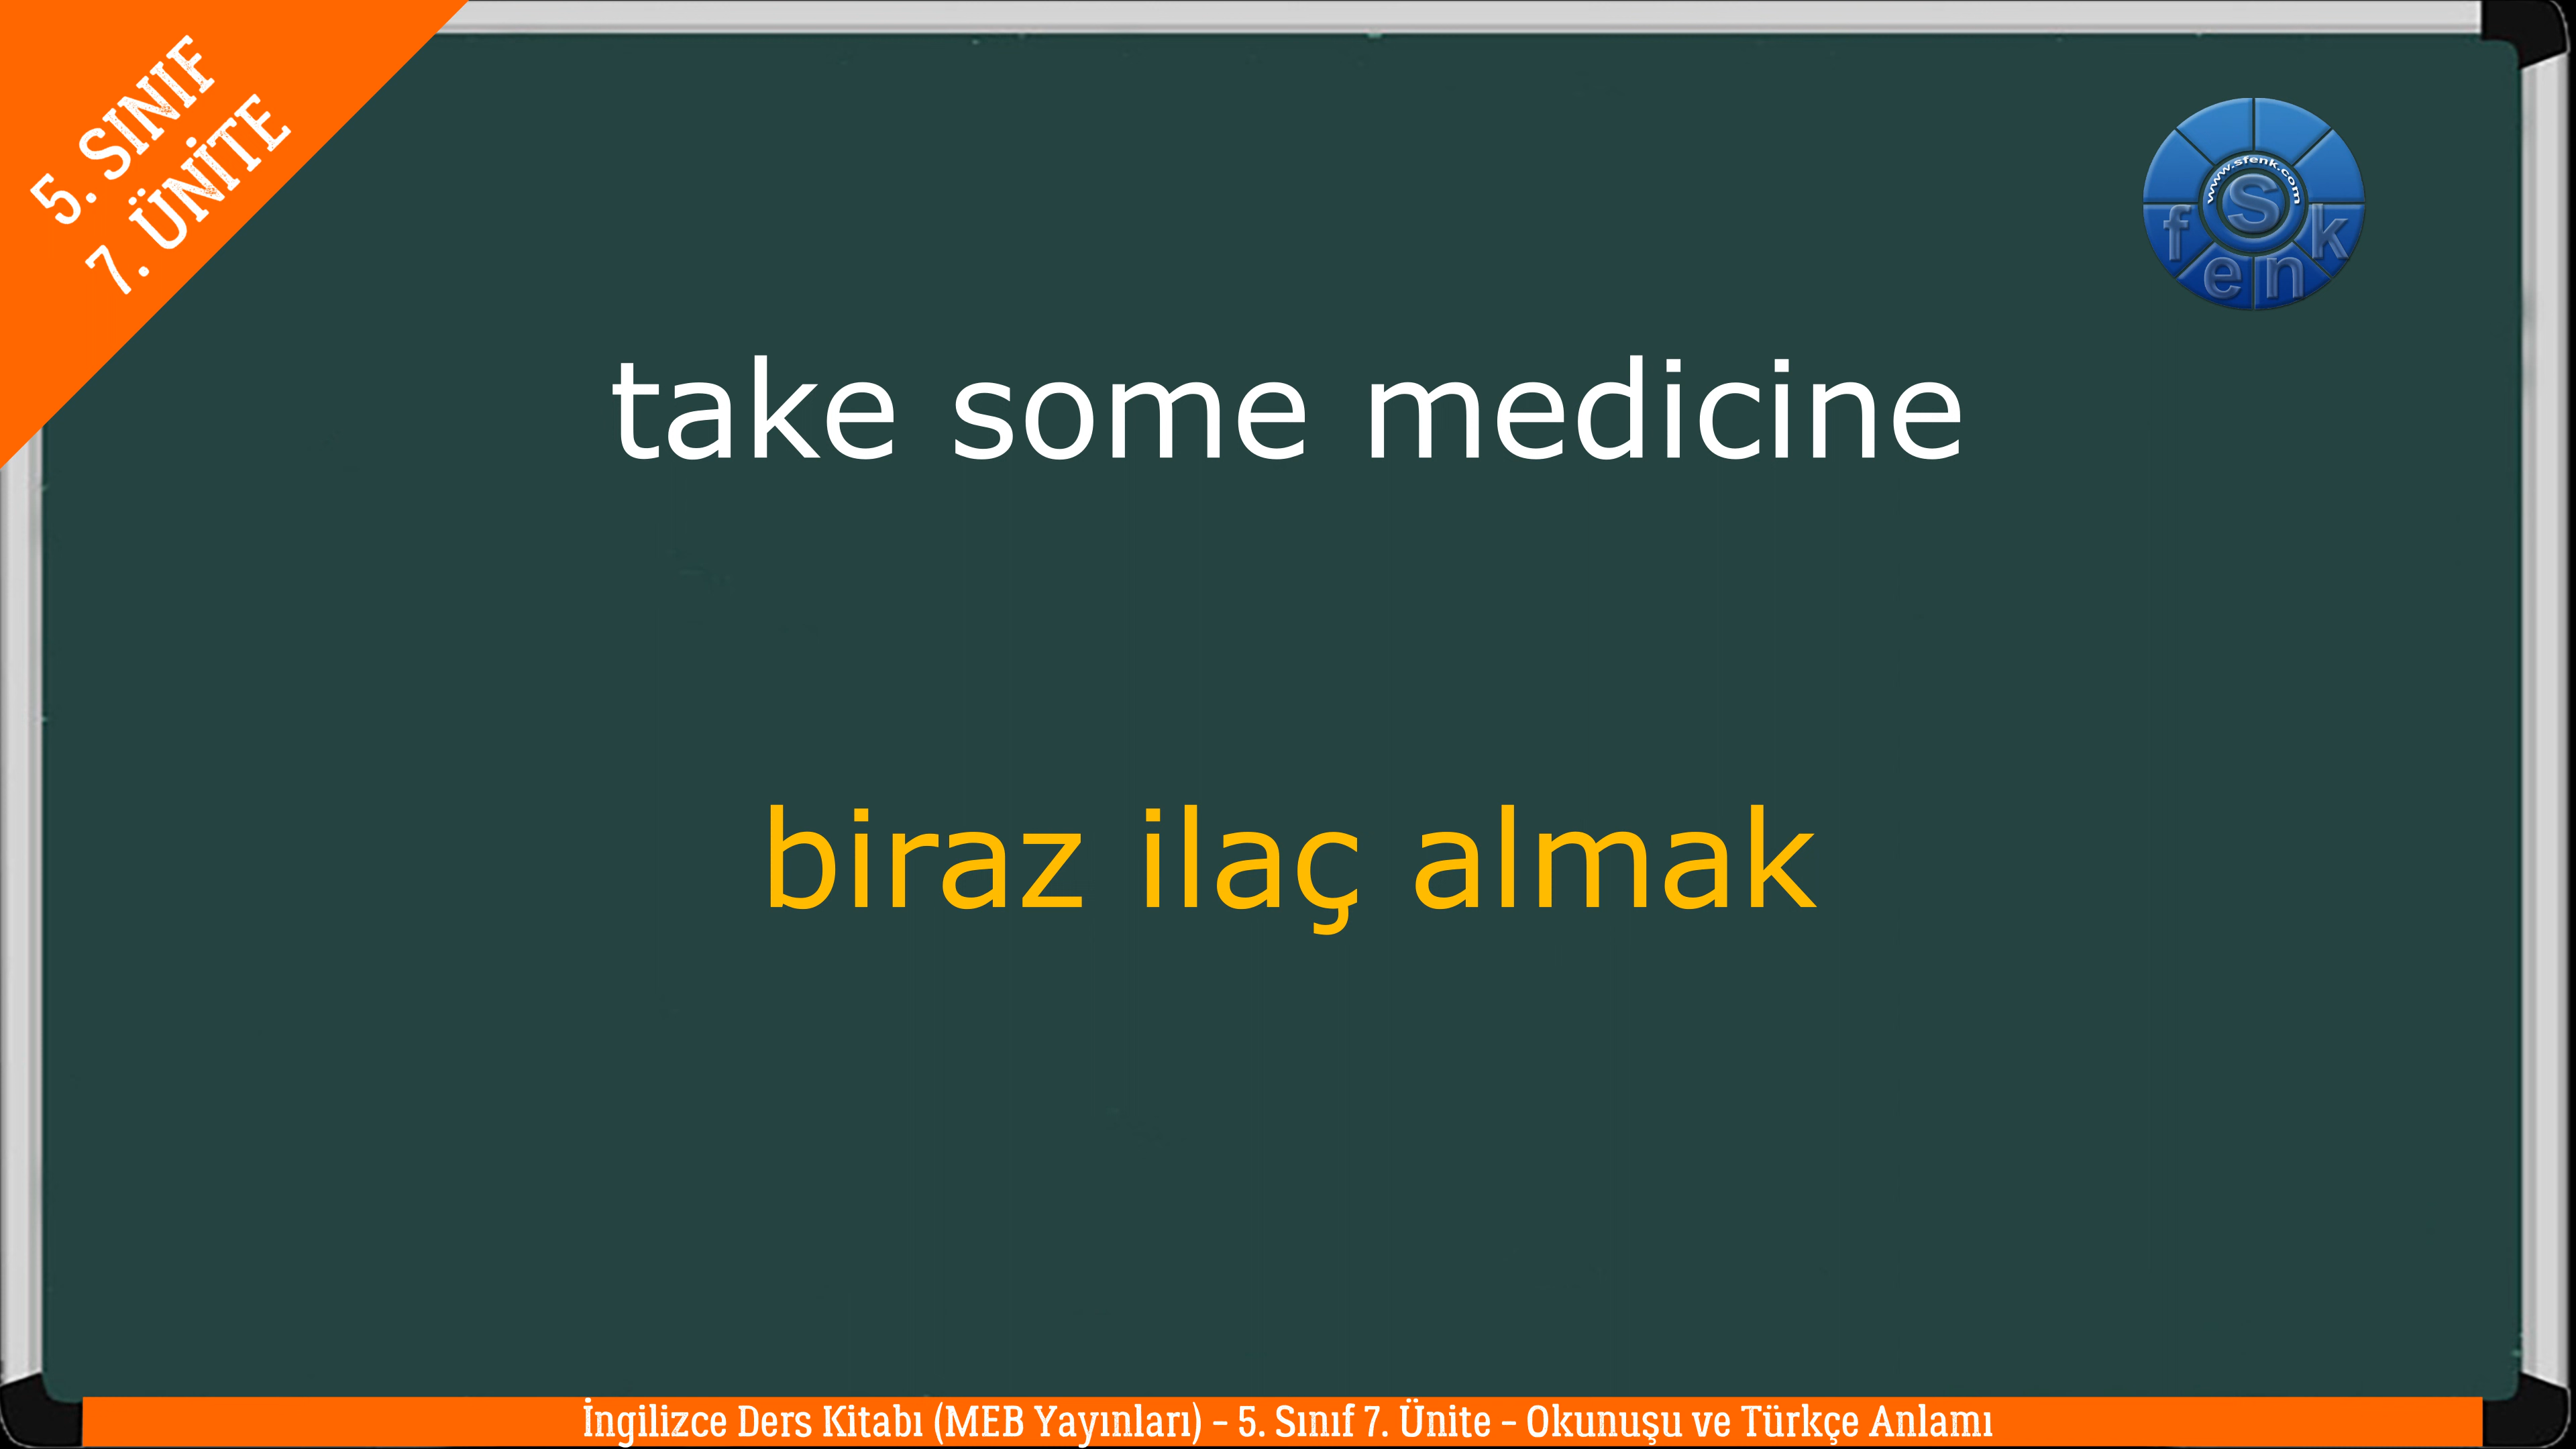 5. SINIF
7. ÜNİTE
www.sfenk.com
S
f e n k
take some medicine
biraz ilaç almak
İngilizce Ders Kitabı (MEB Yayınları) – 5. Sınıf 7. Ünite – Okunuşu ve Türkçe Anlamı